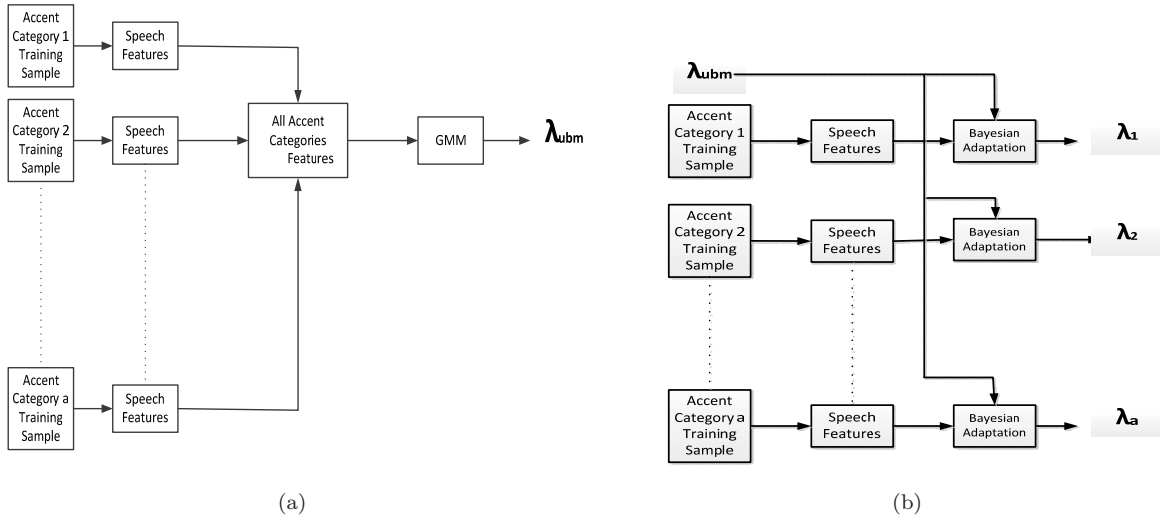 Accent
Category 1
Training
Sample
Speech
Features
Accent
Category 2
Training
Sample
Speech
Features
All Accent
Categories
Features
GMM
λubm
Accent
Category a
Training
Sample
Speech
Features
(a)
λubm
Accent
Category 1
Training
Sample
Speech
Features
Bayesian
Adaptation
λ1
Accent
Category 2
Training
Sample
Speech
Features
Bayesian
Adaptation
λ2
Accent
Category a
Training
Sample
Speech
Features
Bayesian
Adaptation
λa
(b)